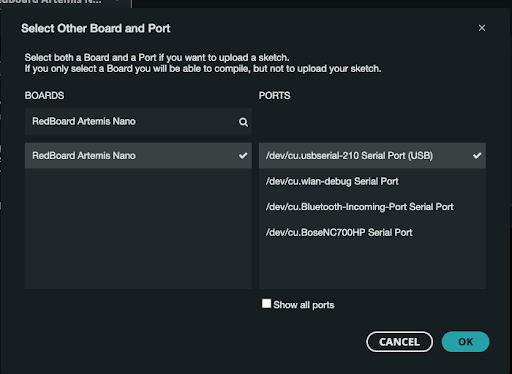 RedBoard Artemis N...
Select Other Board and Port
Select both a Board and a Port if you want to upload a sketch.
If you only select a Board you will be able to compile, but not to upload your sketch.
BOARDS
PORTS
RedBoard Artemis Nano
RedBoard Artemis Nano
/dev/cu.usbserial-210 Serial Port (USB)
/dev/cu.wlan-debug Serial Port
/dev/cu.Bluetooth-Incoming-Port Serial Port
/dev/cu.BoseNC700HP Serial Port
Show all ports
CANCEL
OK